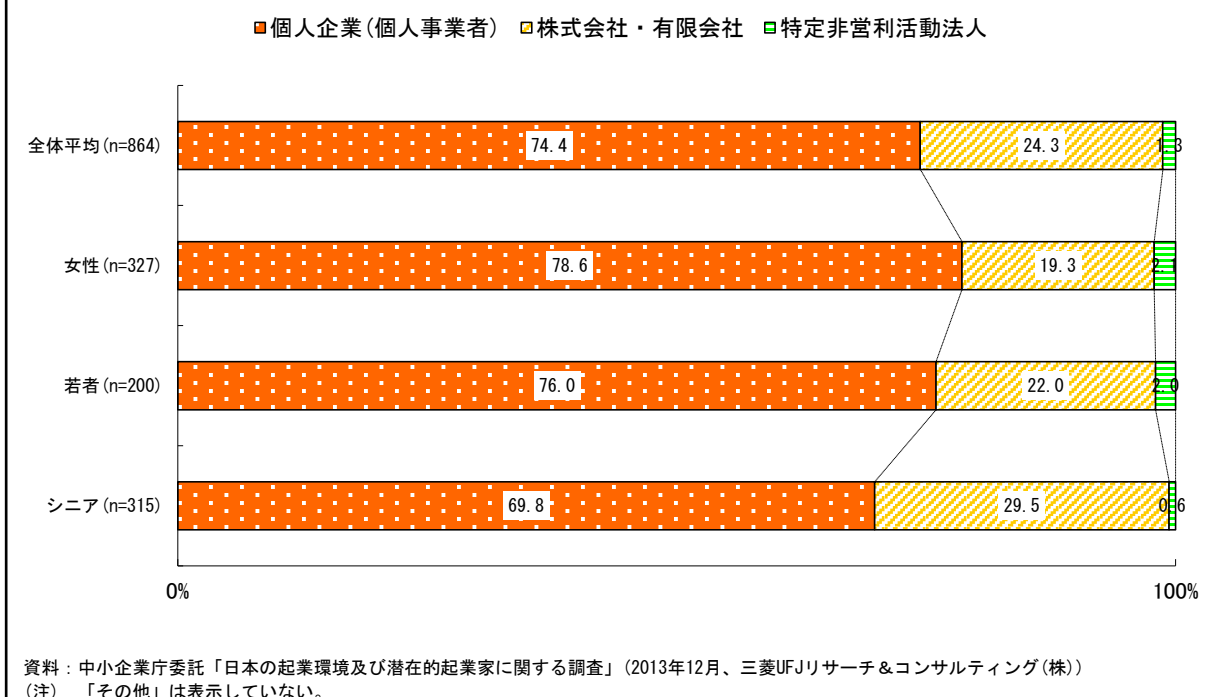 個人企業(個人事業者) 株式会社・有限会社 特定非営利活動法人
全体平均(n=864) 74.4 24.3 1.3
女性(n=327) 78.6 19.3 2.1
若者(n=200) 76.0 22.0 2.0
シニア(n=315) 69.8 29.5 0.6
0% 100%
資料：中小企業庁委託「日本の起業環境及び潜在的起業家に関する調査」(2013年12月、三菱UFJリサーチ＆コンサルティング(株))
(注) 「その他」は表示していない。